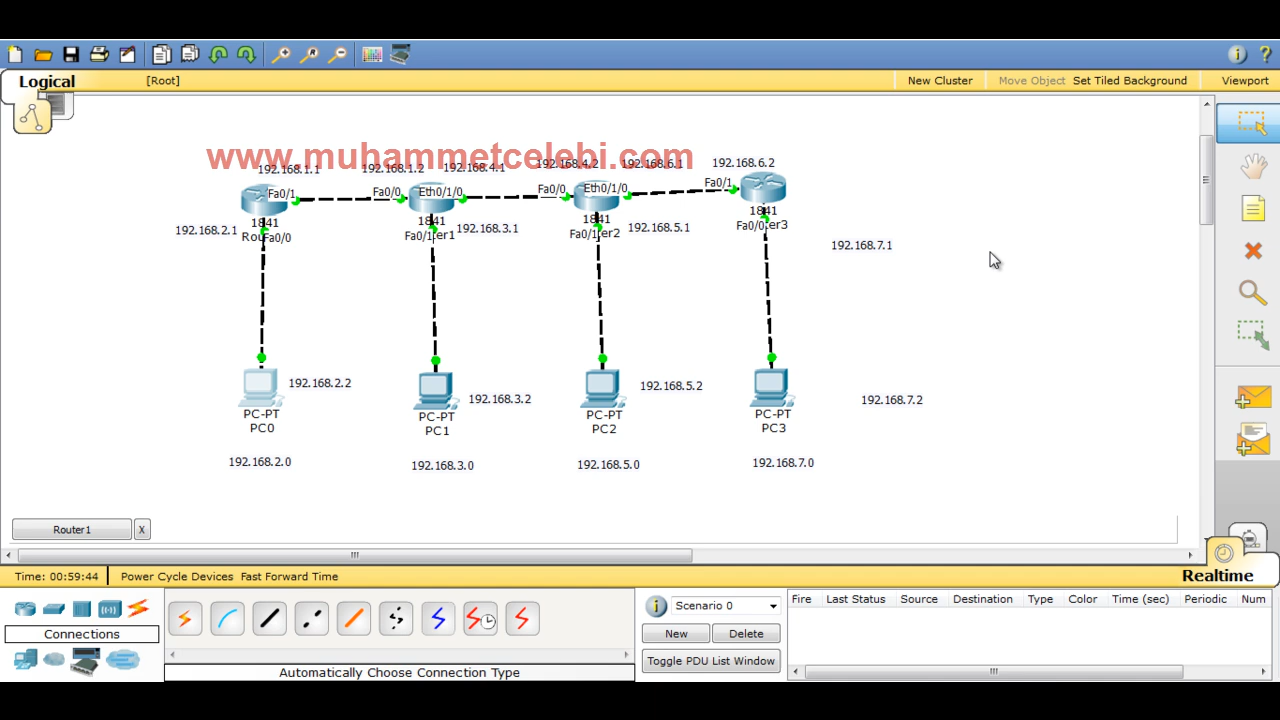 Logical
[Root]
New Cluster
Move Object
Set Tiled Background
Viewport
www.muhammetcelebi.com
192.168.1.1
192.168.1.2
192.168.4.1
192.168.4.2
192.168.6.1
192.168.6.2
Fa0/1
Fa0/0
Eth0/1/0
Fa0/0
Eth0/1/0
Fa0/1
1841
1841
1841
1841
192.168.2.1
Fa0/0
Fa0/1
er1
192.168.3.1
Fa0/1
er2
192.168.5.1
Fa0/0
er3
192.168.7.1
192.168.2.2
192.168.3.2
192.168.5.2
192.168.7.2
PC-PT
PC0
PC-PT
PC1
PC-PT
PC2
PC-PT
PC3
192.168.2.0
192.168.3.0
192.168.5.0
192.168.7.0
Router1
X
Time: 00:59:44
Power Cycle Devices Fast Forward Time
Realtime
Connections
Automatically Choose Connection Type
Scenario 0
New
Delete
Toggle PDU List Window
Fire
Last Status
Source
Destination
Type
Color
Time (sec)
Periodic
Num